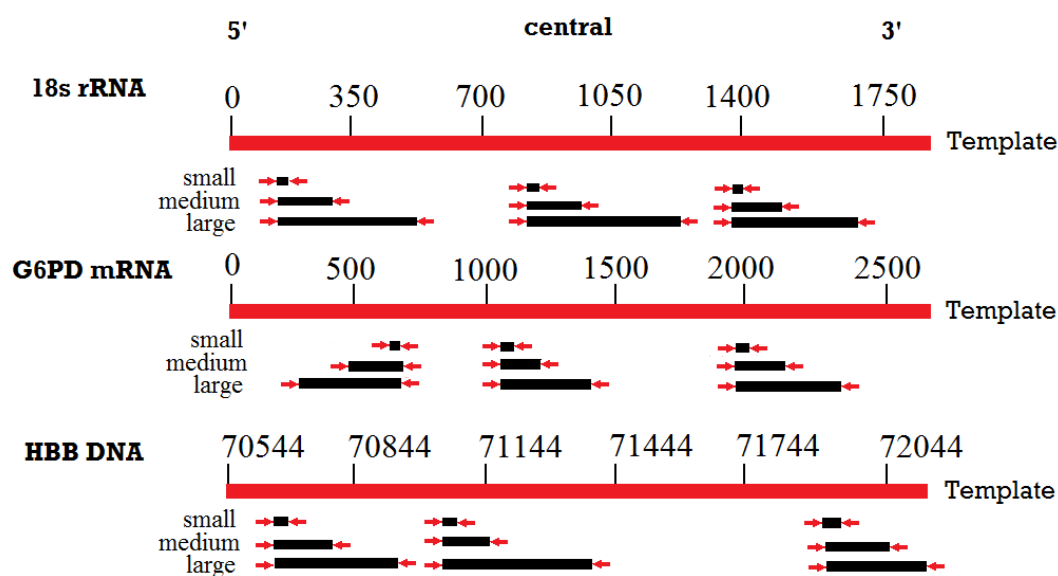 5' central 3'
18s rRNA
0 350 700 1050 1400 1750
Template
small
medium
large
G6PD mRNA
0 500 1000 1500 2000 2500
Template
small
medium
large
HBB DNA
70544 70844 71144 71444 71744 72044
Template
small
medium
large